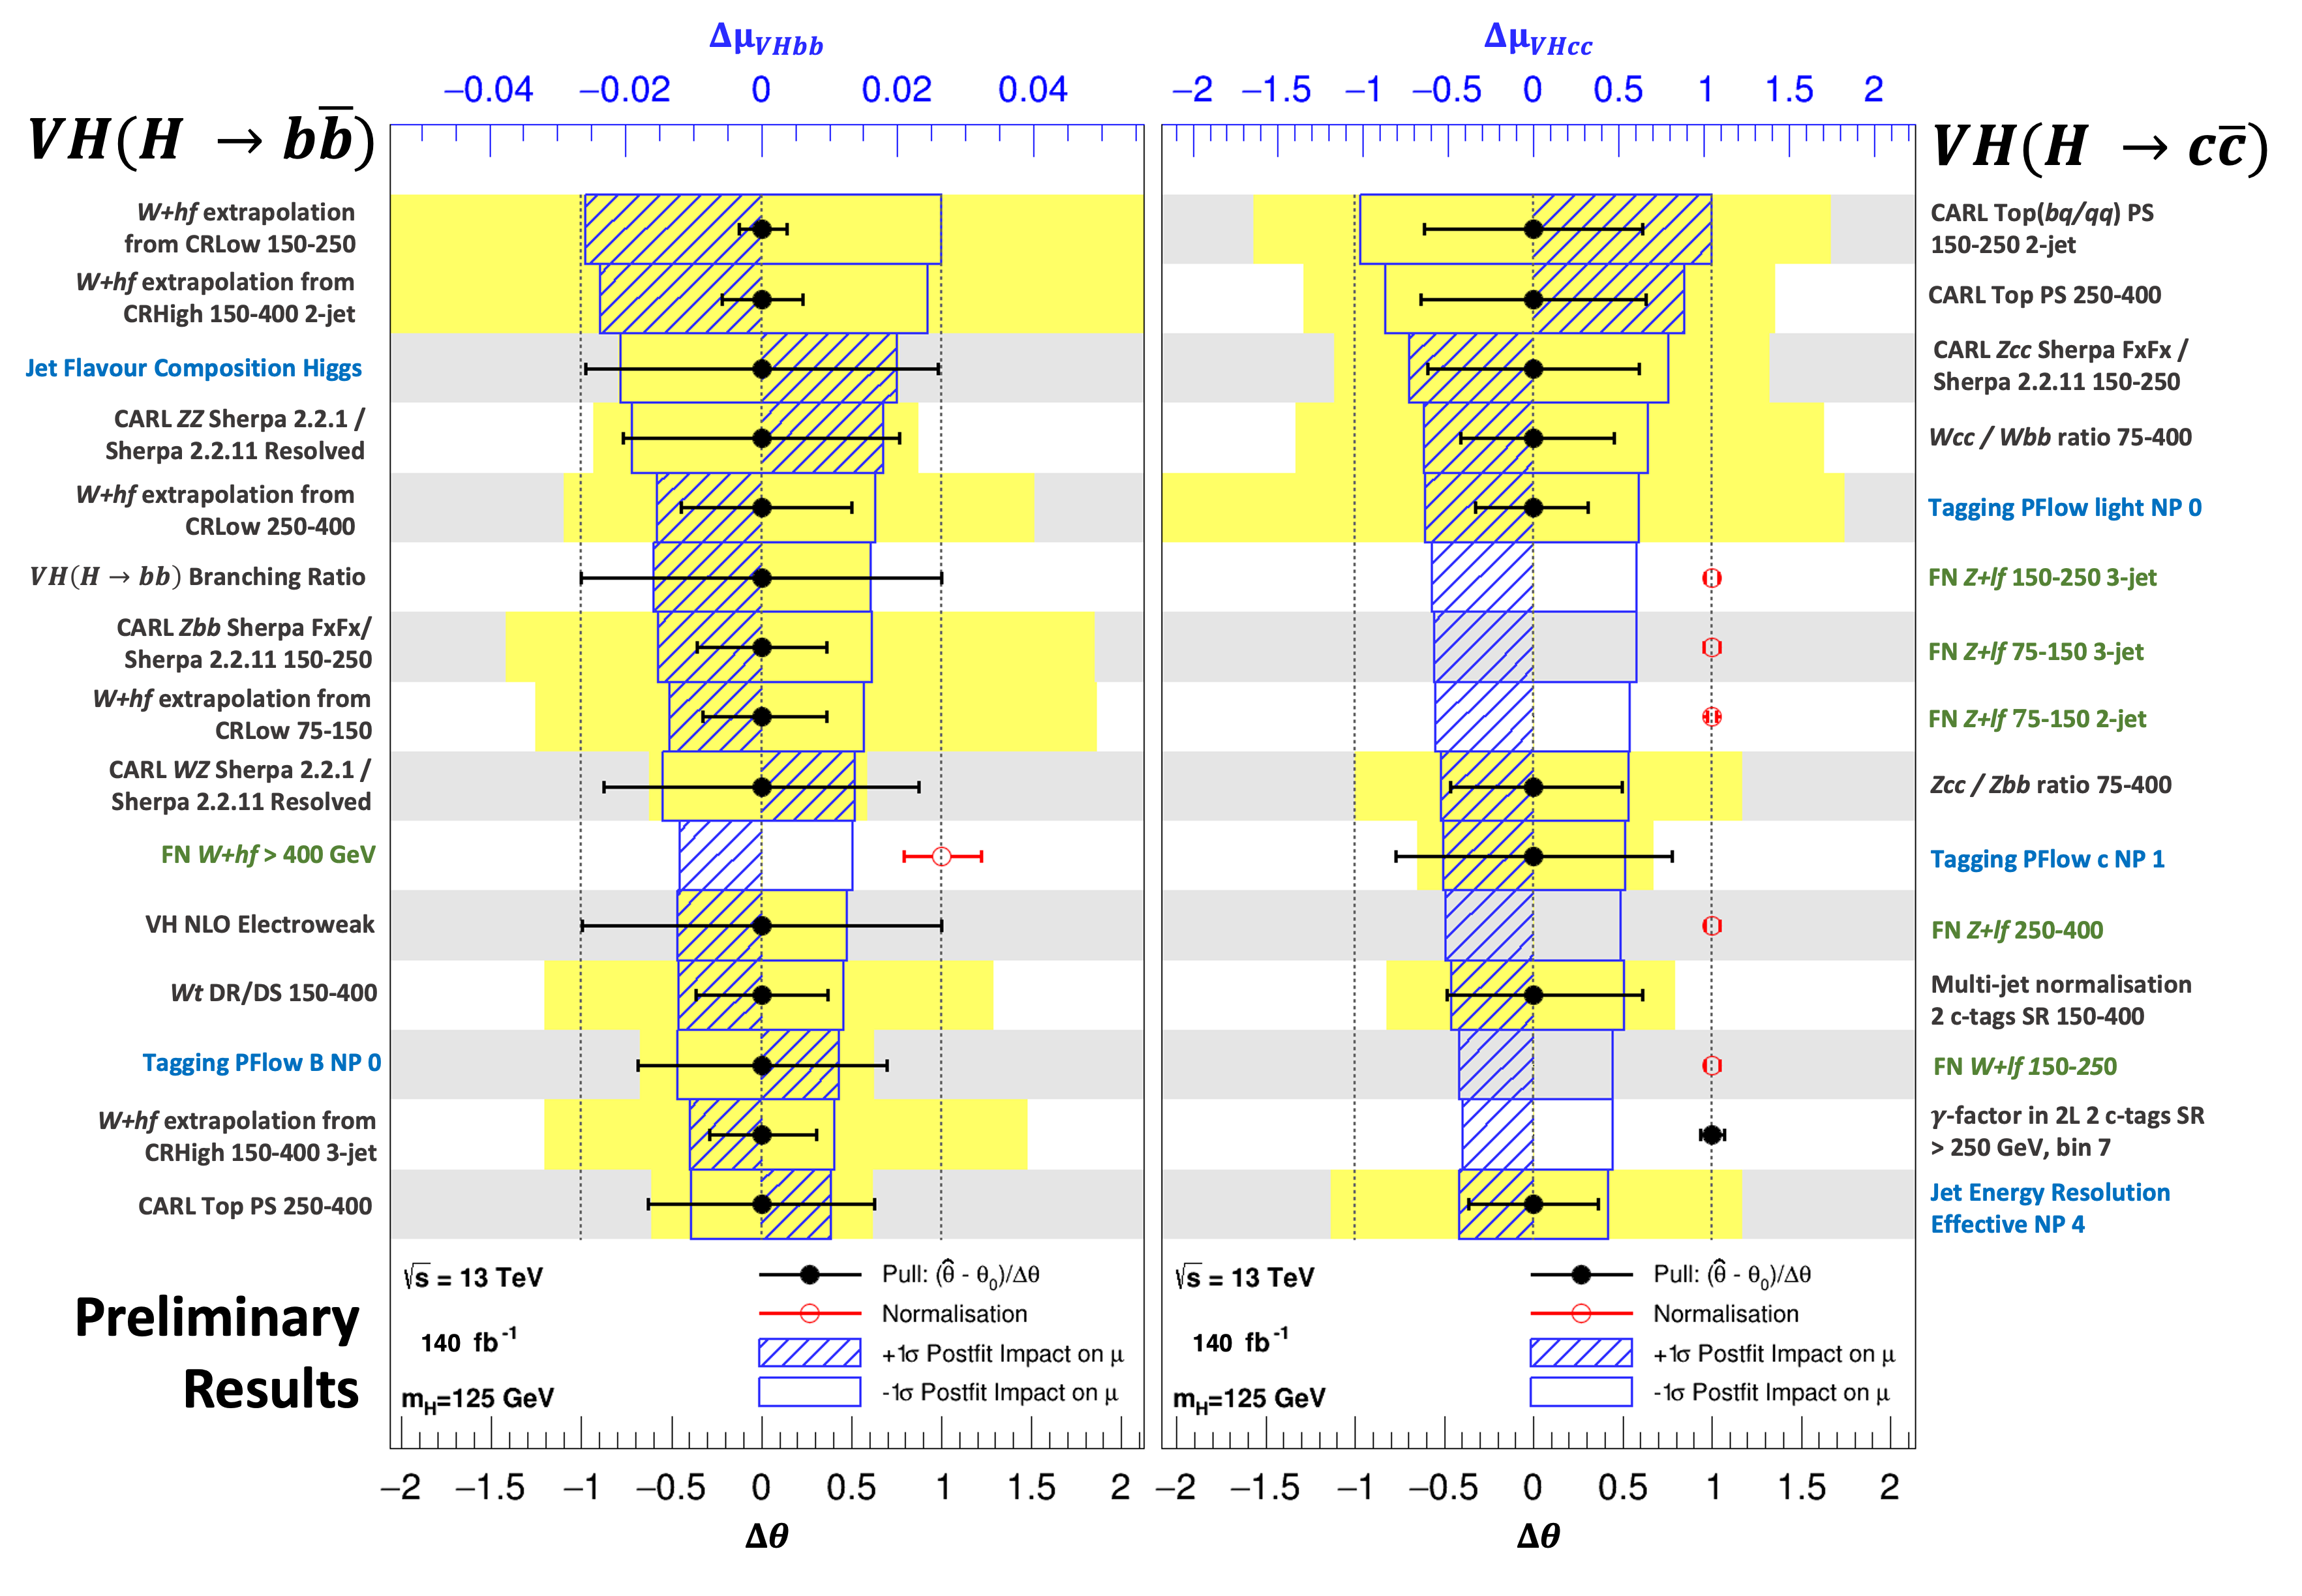 Δμ_VHbb
−0.04 −0.02 0 0.02 0.04
VH(H → bb̅)
W+hf extrapolation
from CRLow 150-250
W+hf extrapolation from
CRHigh 150-400 2-jet
Jet Flavour Composition Higgs
CARL ZZ Sherpa 2.2.1 /
Sherpa 2.2.11 Resolved
W+hf extrapolation from
CRLow 250-400
VH(H → bb) Branching Ratio
CARL Zbb Sherpa FxFx/
Sherpa 2.2.11 150-250
W+hf extrapolation from
CRLow 75-150
CARL WZ Sherpa 2.2.1 /
Sherpa 2.2.11 Resolved
FN W+hf > 400 GeV
VH NLO Electroweak
Wt DR/DS 150-400
Tagging PFlow B NP 0
W+hf extrapolation from
CRHigh 150-400 3-jet
CARL Top PS 250-400
Preliminary
Results
√s = 13 TeV
140 fb⁻¹
m_H=125 GeV
Pull: (θ̂ - θ₀)/Δθ
Normalisation
+1σ Postfit Impact on μ
-1σ Postfit Impact on μ
−2 −1.5 −1 −0.5 0 0.5 1 1.5 2
Δθ
Δμ_VHcc
−2 −1.5 −1 −0.5 0 0.5 1 1.5 2
VH(H → cc̅)
CARL Top(bq/qq) PS
150-250 2-jet
CARL Top PS 250-400
CARL Zcc Sherpa FxFx /
Sherpa 2.2.11 150-250
Wcc / Wbb ratio 75-400
Tagging PFlow light NP 0
FN Z+lf 150-250 3-jet
FN Z+lf 75-150 3-jet
FN Z+lf 75-150 2-jet
Zcc / Zbb ratio 75-400
Tagging PFlow c NP 1
FN Z+lf 250-400
Multi-jet normalisation
2 c-tags SR 150-400
FN W+lf 150-250
γ-factor in 2L 2 c-tags SR
> 250 GeV, bin 7
Jet Energy Resolution
Effective NP 4
√s = 13 TeV
140 fb⁻¹
m_H=125 GeV
Pull: (θ̂ - θ₀)/Δθ
Normalisation
+1σ Postfit Impact on μ
-1σ Postfit Impact on μ
−2 −1.5 −1 −0.5 0 0.5 1 1.5 2
Δθ